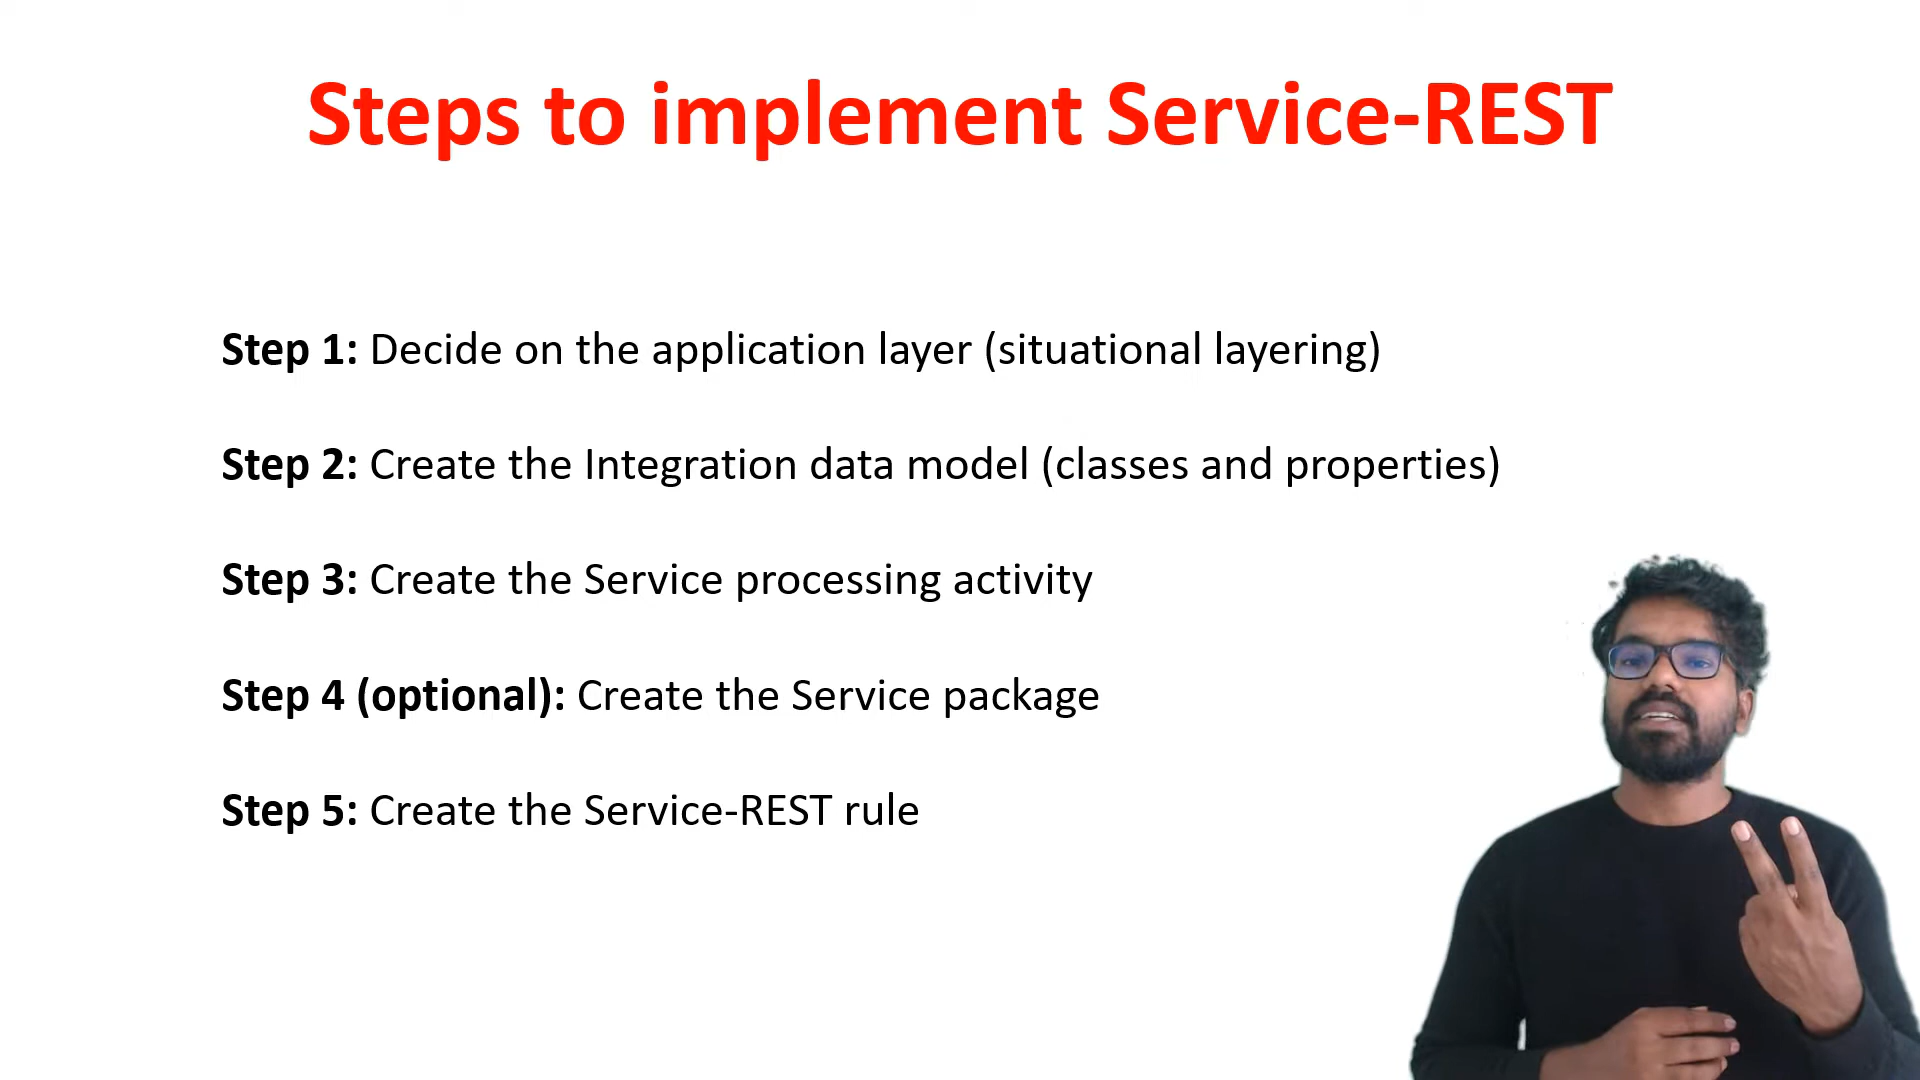 Steps to implement Service-REST
Step 1: Decide on the application layer (situational layering)
Step 2: Create the Integration data model (classes and properties)
Step 3: Create the Service processing activity
Step 4 (optional): Create the Service package
Step 5: Create the Service-REST rule